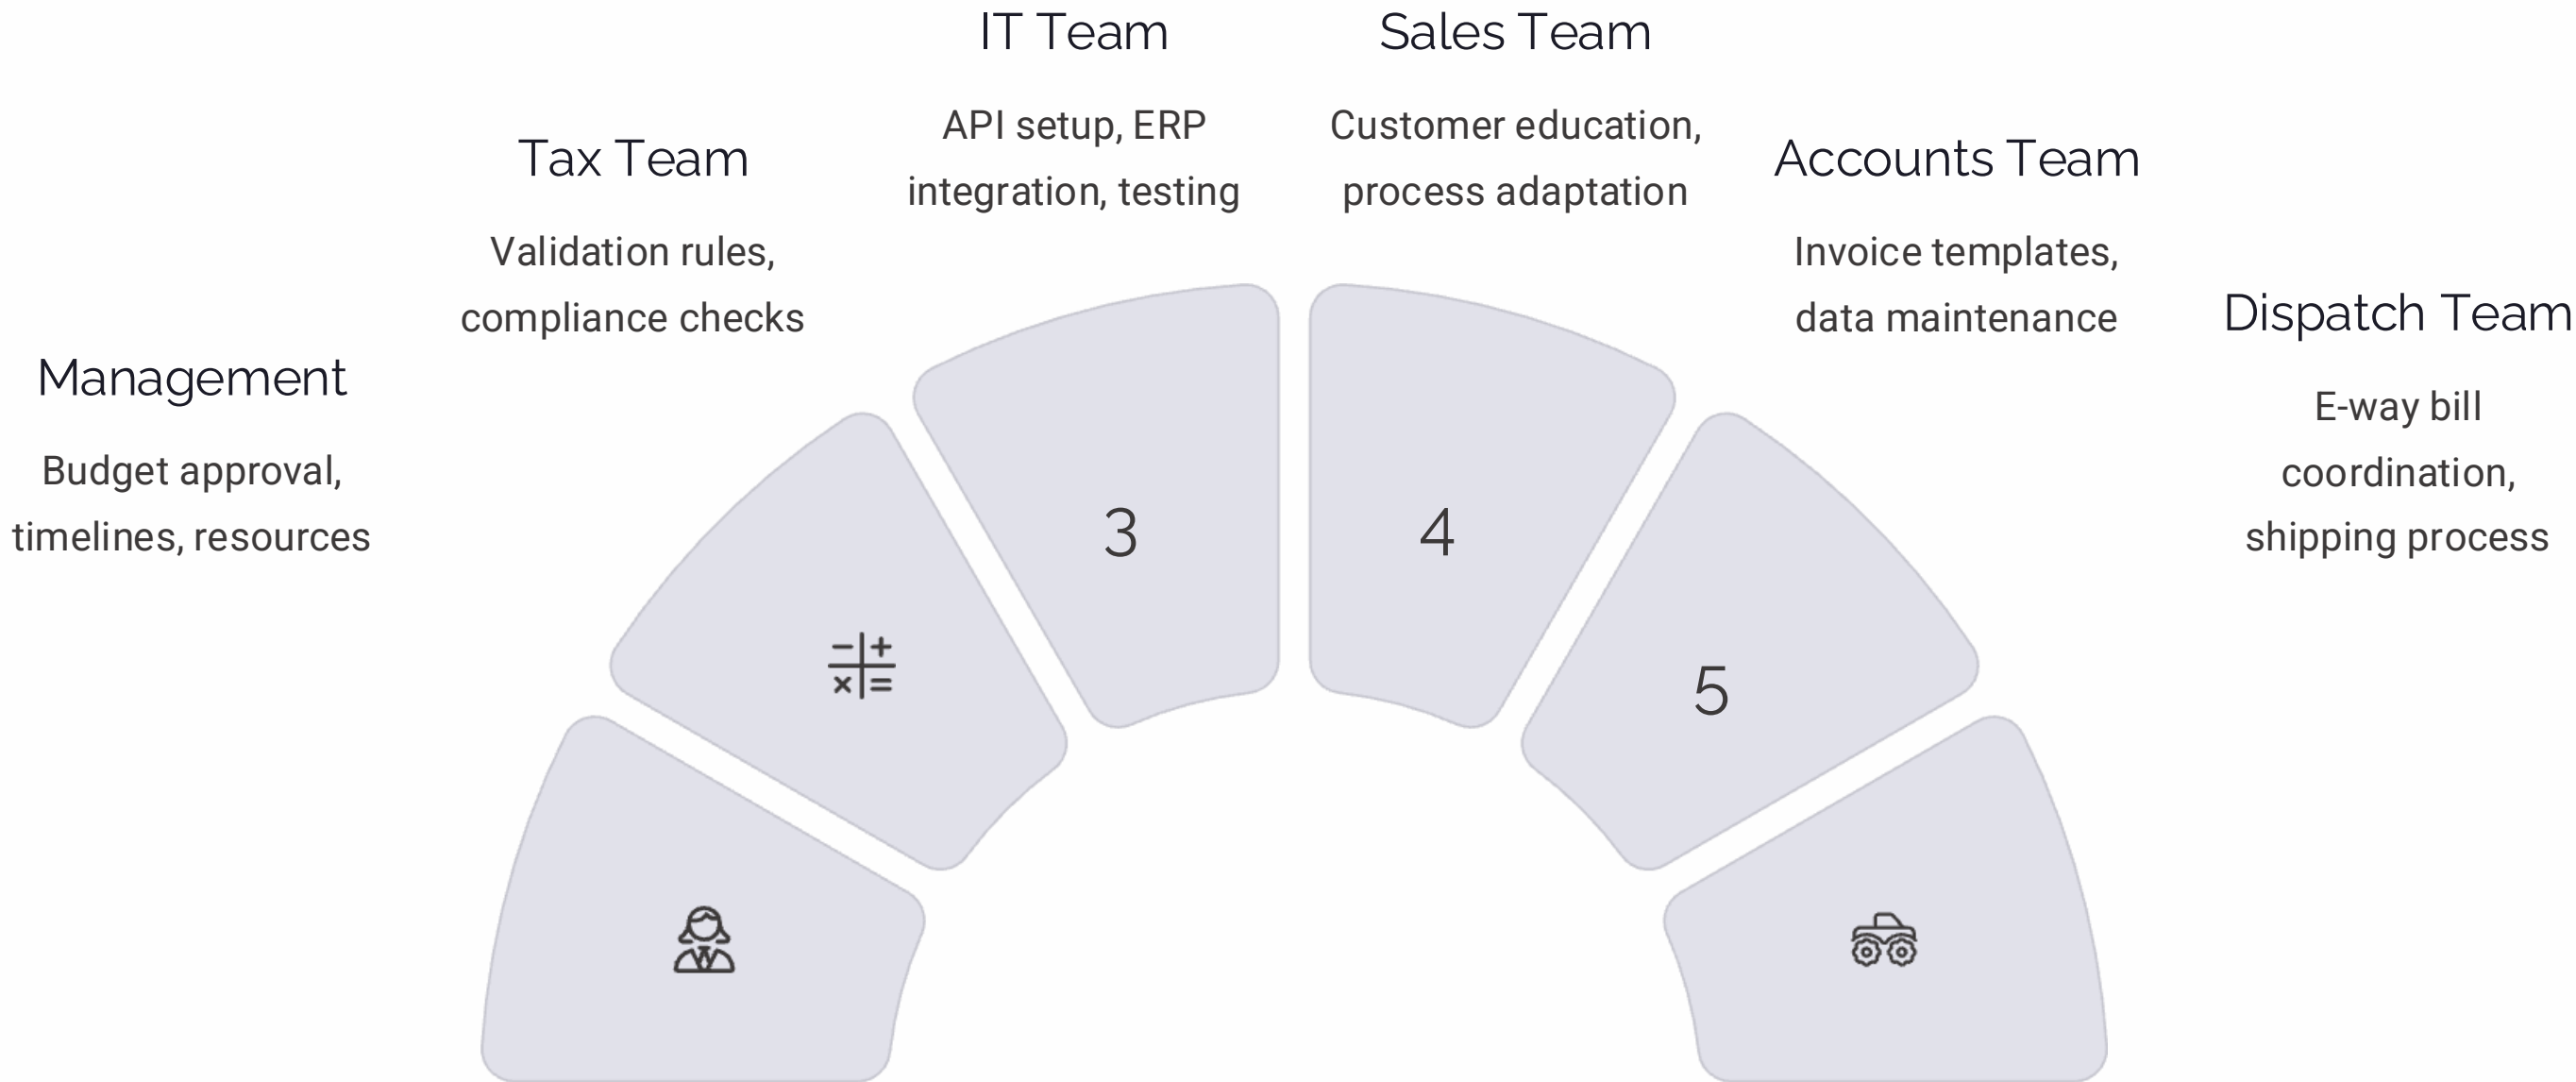 Management
Budget approval,
timelines, resources
Tax Team
Validation rules,
compliance checks
IT Team
API setup, ERP
integration, testing
Sales Team
Customer education,
process adaptation
Accounts Team
Invoice templates,
data maintenance
Dispatch Team
E-way bill
coordination,
shipping process
3
4
5